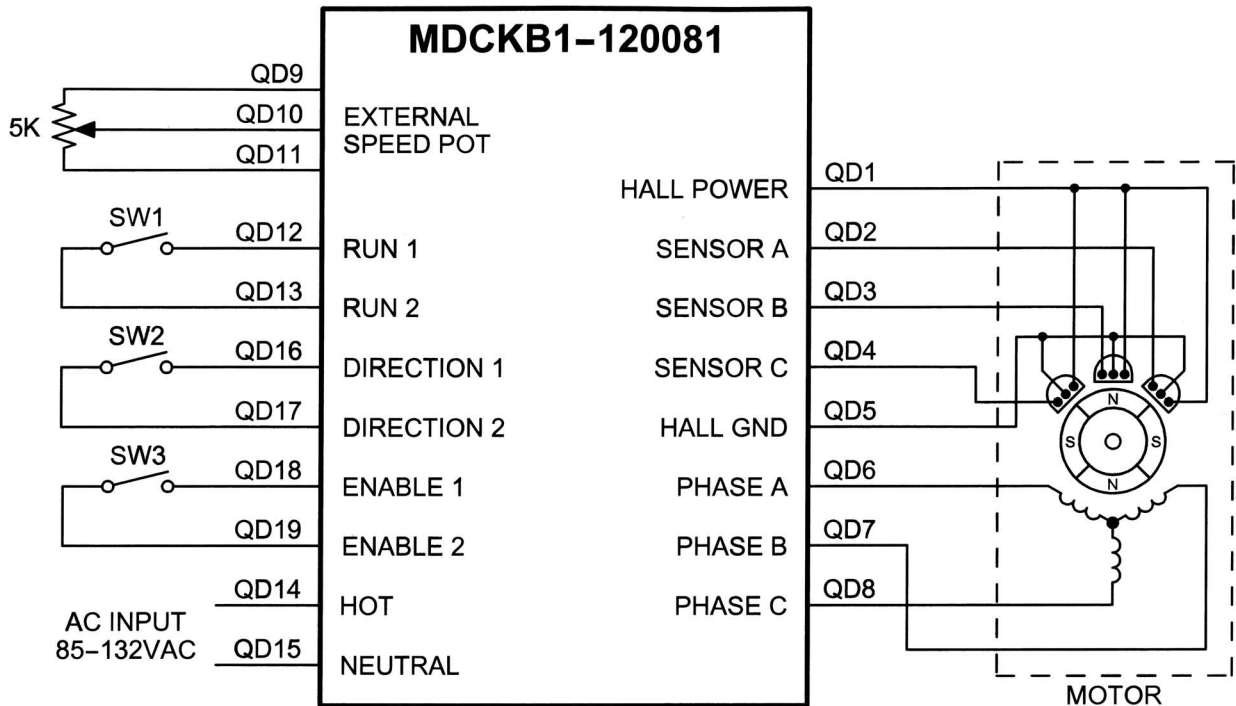 MDCKB1-120081
QD9
5K
QD10
EXTERNAL
SPEED POT
QD11
QD1
HALL POWER
SW1
QD12
RUN 1
QD2
SENSOR A
QD13
RUN 2
QD3
SENSOR B
SW2
QD16
DIRECTION 1
QD4
SENSOR C
QD17
DIRECTION 2
QD5
HALL GND
N
S
S
N
SW3
QD18
ENABLE 1
QD6
PHASE A
QD19
ENABLE 2
QD7
PHASE B
QD14
HOT
QD8
PHASE C
AC INPUT
85-132VAC
QD15
NEUTRAL
MOTOR